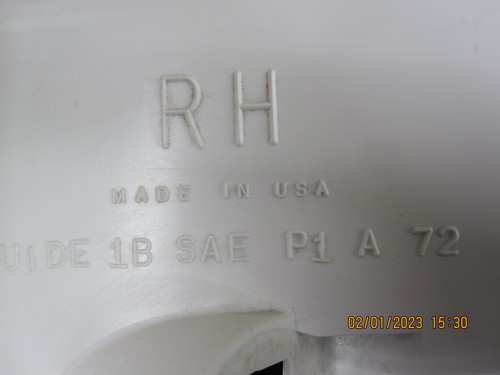 RH
MADE IN USA
UIDE 1B SAE P1 A 72
02/01/2023 15:30